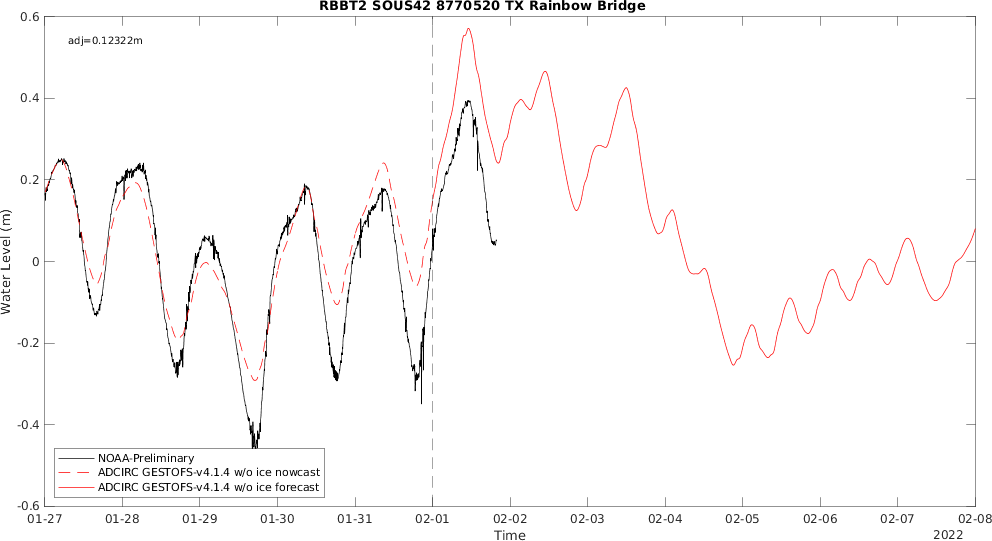 RBBT2 SOUS42 8770520 TX Rainbow Bridge
adj=0.12322m
0.6
0.4
0.2
0
-0.2
-0.4
-0.6
Water Level (m)
NOAA-Preliminary
ADCIRC GESTOFS-v4.1.4 w/o ice nowcast
ADCIRC GESTOFS-v4.1.4 w/o ice forecast
01-27 01-28 01-29 01-30 01-31 02-01 02-02 02-03 02-04 02-05 02-06 02-07 02-08
Time
2022